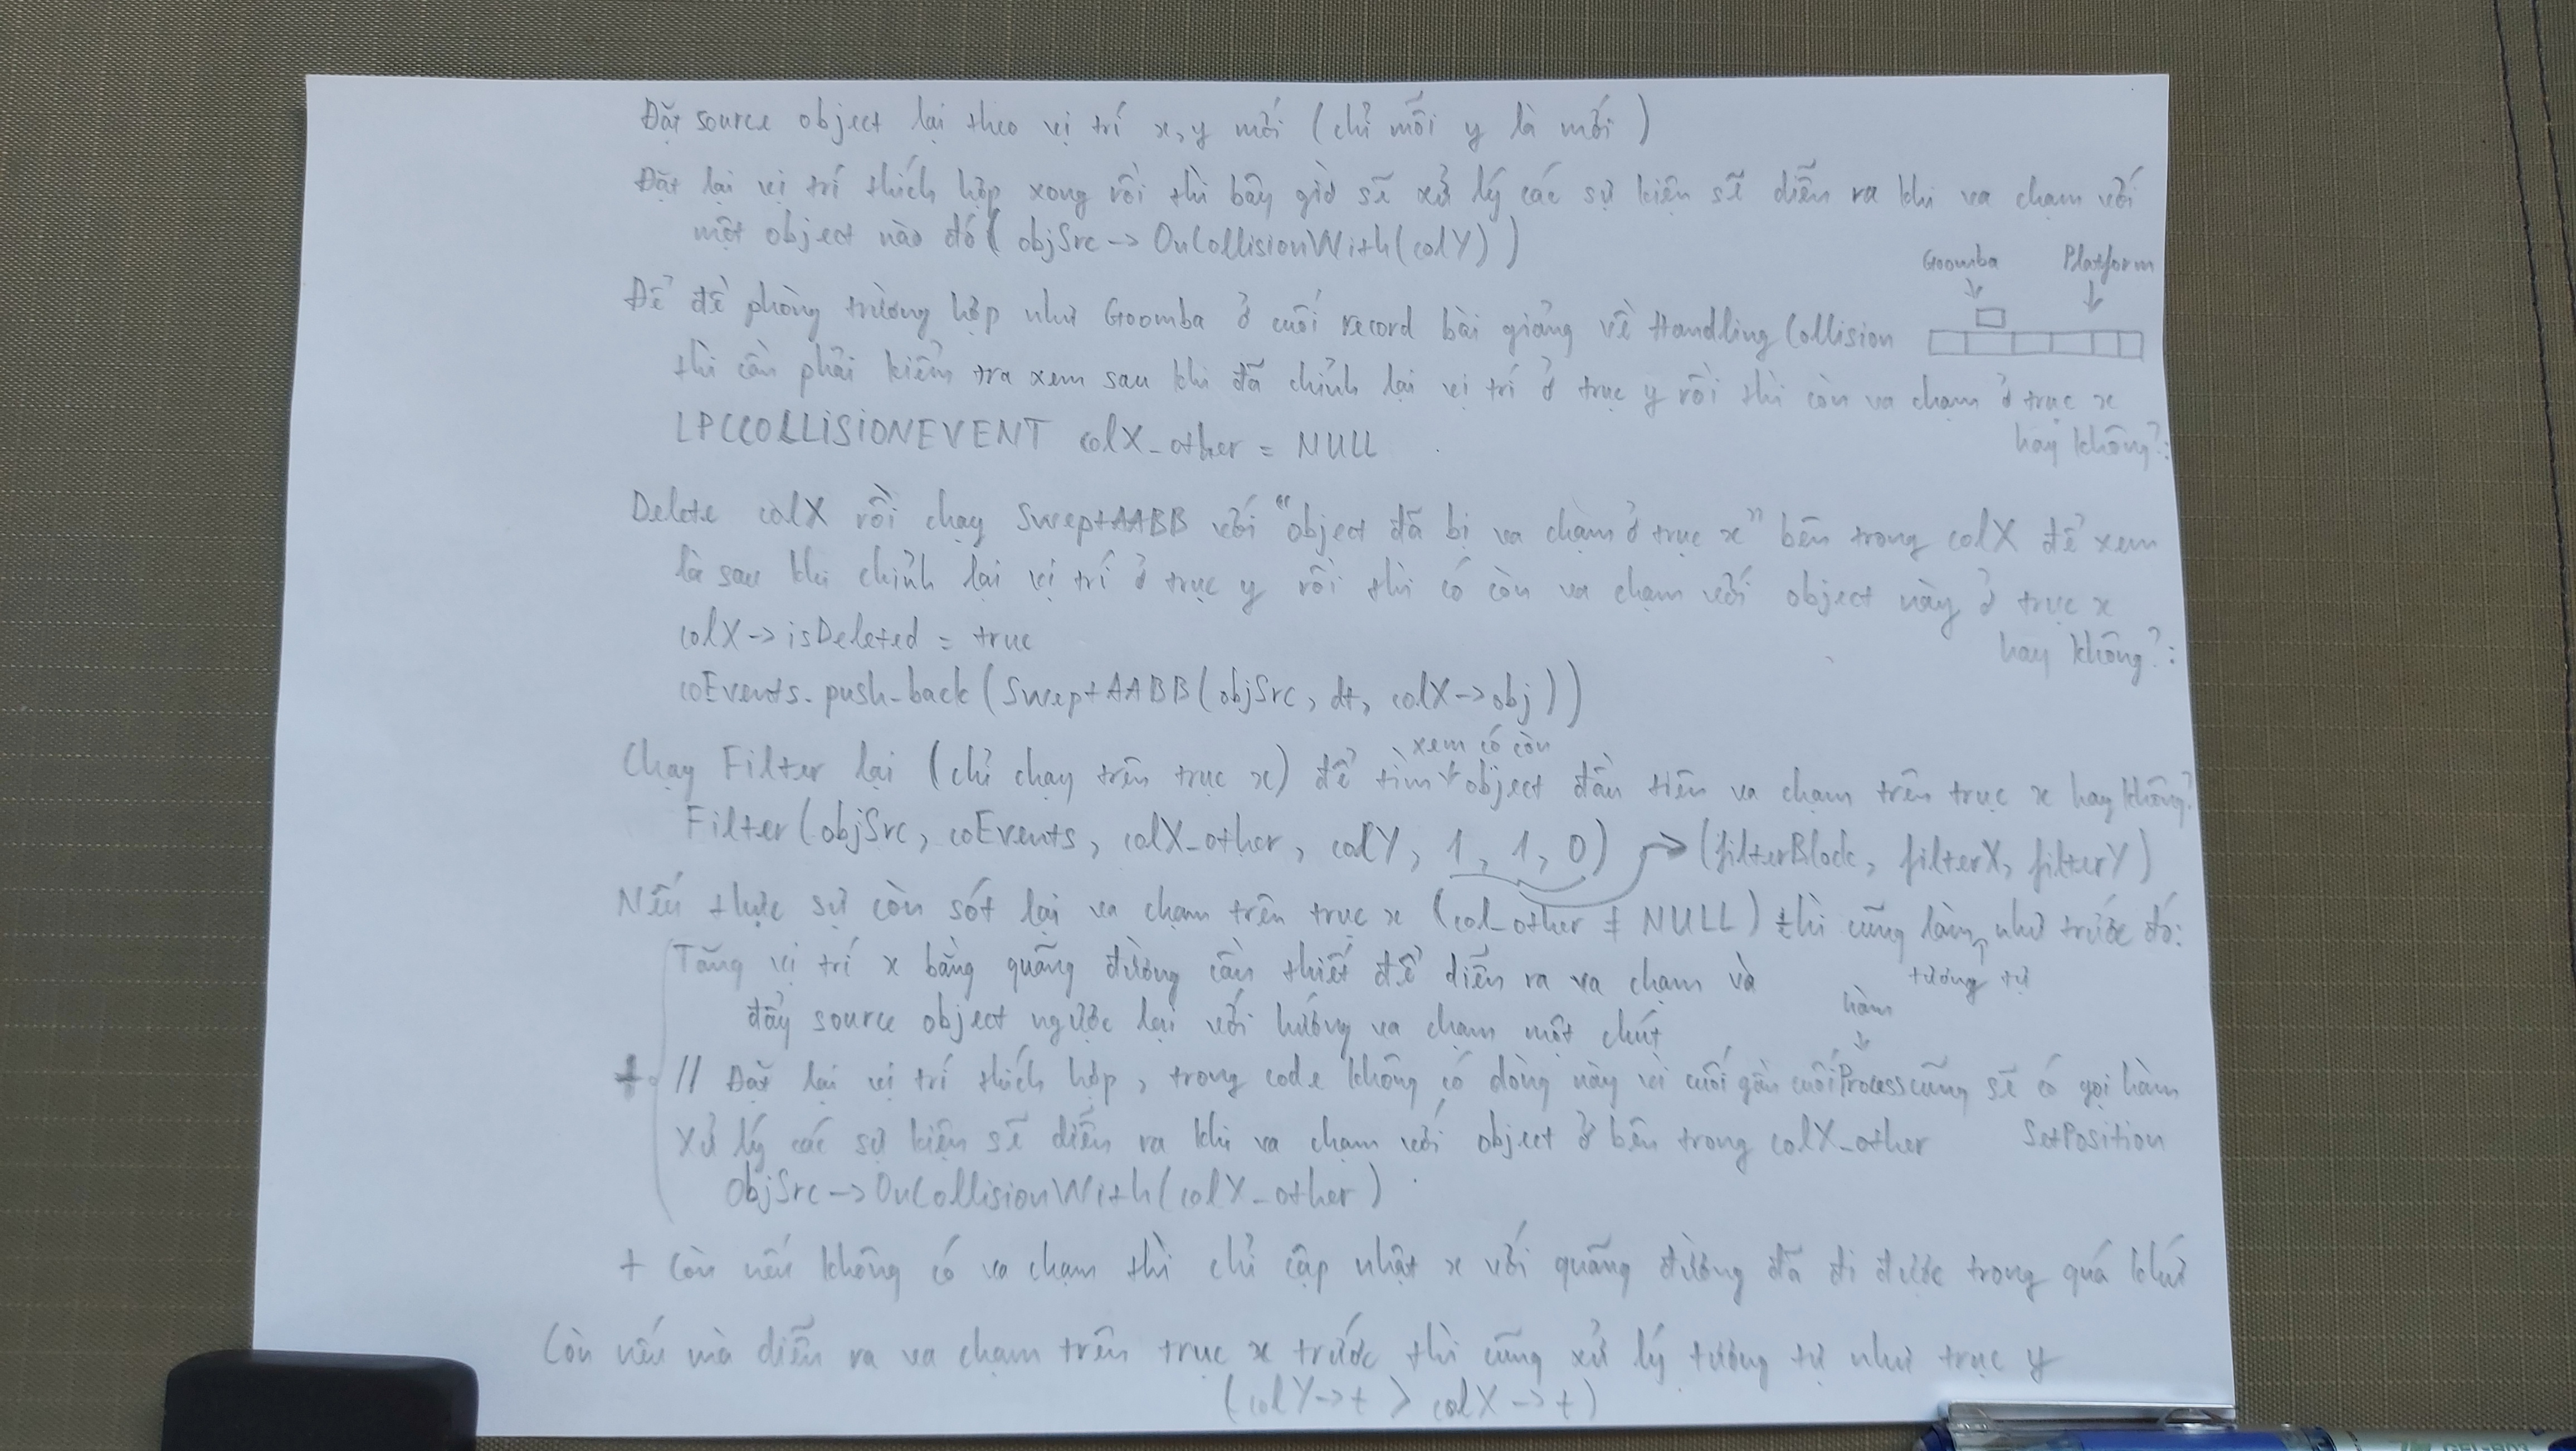 Đặt source object lại theo vị trí x, y mới (chỉ mỗi y là mới)
Đặt lại vị trí thích hợp xong rồi thì bây giờ sẽ xử lý các sự kiện sẽ diễn ra khi va chạm với
một object nào đó (objSrc -> OnCollisionWith(colY))
Goomba Platform
Để đề phòng trường hợp như Goomba ở cuối record bài giảng về Handling Collision
thì cần phải kiểm tra xem sau khi đã chỉnh lại vị trí ở trục y rồi thì còn va chạm ở trục x
hay không?:
LPCCOLLISIONEVENT colX_other = NULL
Delete colX rồi chạy SweptAABB với "object đã bị va chạm ở trục x" bên trong colX để xem
là sau khi chỉnh lại vị trí ở trục y rồi thì có còn va chạm với object này ở trục x
hay không?:
colX -> isDeleted = true
coEvents.push_back(SweptAABB(objSrc, dt, colX->obj))
xem có còn
Chạy Filter lại (chỉ chạy trên trục x) để tìm object đầu tiên va chạm trên trục x hay không?
Filter(objSrc, coEvents, colX_other, colY, 1, 1, 0) -> (filterBlock, filterX, filterY)
Nếu thực sự còn sót lại va chạm trên trục x (col_other ≠ NULL) thì cũng làm như trước đó:
tương tự
Tăng vị trí x bằng quãng đường cần thiết để diễn ra va chạm và
đẩy source object ngược lại với hướng va chạm một chút
hàm
+ // Đặt lại vị trí thích hợp, trong code không có dòng này vì cuối gần cuối Process cũng sẽ có gọi hàm
SetPosition
Xử lý các sự kiện sẽ diễn ra khi va chạm với object ở bên trong colX_other
objSrc -> OnCollisionWith(colX_other)
+ Còn nếu không có va chạm thì chỉ cập nhật x với quãng đường đã đi được trong quá khứ
Còn nếu mà diễn ra va chạm trên trục x trước thì cũng xử lý tương tự như trục y
(colY->t > colX->t)